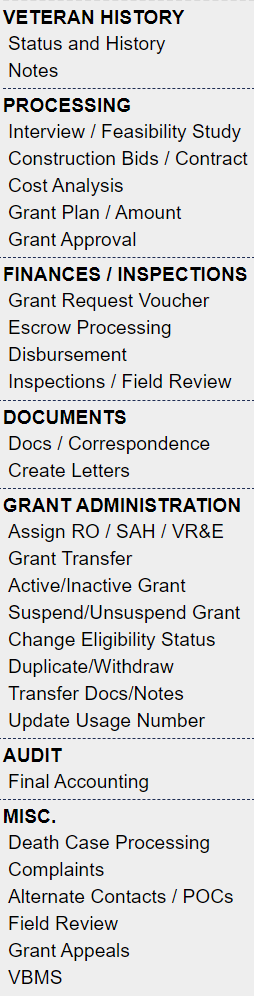 VETERAN HISTORY
Status and History
Notes
PROCESSING
Interview / Feasibility Study
Construction Bids / Contract
Cost Analysis
Grant Plan / Amount
Grant Approval
FINANCES / INSPECTIONS
Grant Request Voucher
Escrow Processing
Disbursement
Inspections / Field Review
DOCUMENTS
Docs / Correspondence
Create Letters
GRANT ADMINISTRATION
Assign RO / SAH / VR&E
Grant Transfer
Active/Inactive Grant
Suspend/Unsuspend Grant
Change Eligibility Status
Duplicate/Withdraw
Transfer Docs/Notes
Update Usage Number
AUDIT
Final Accounting
MISC.
Death Case Processing
Complaints
Alternate Contacts / POCs
Field Review
Grant Appeals
VBMS